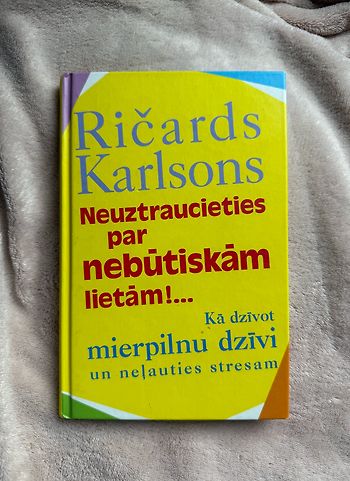 Ričards
Karlsons
Neuztraucieties
par
nebūtiskām
lietām!...
Kā dzīvot
mierpilnu dzīvi
un neļauties stresam